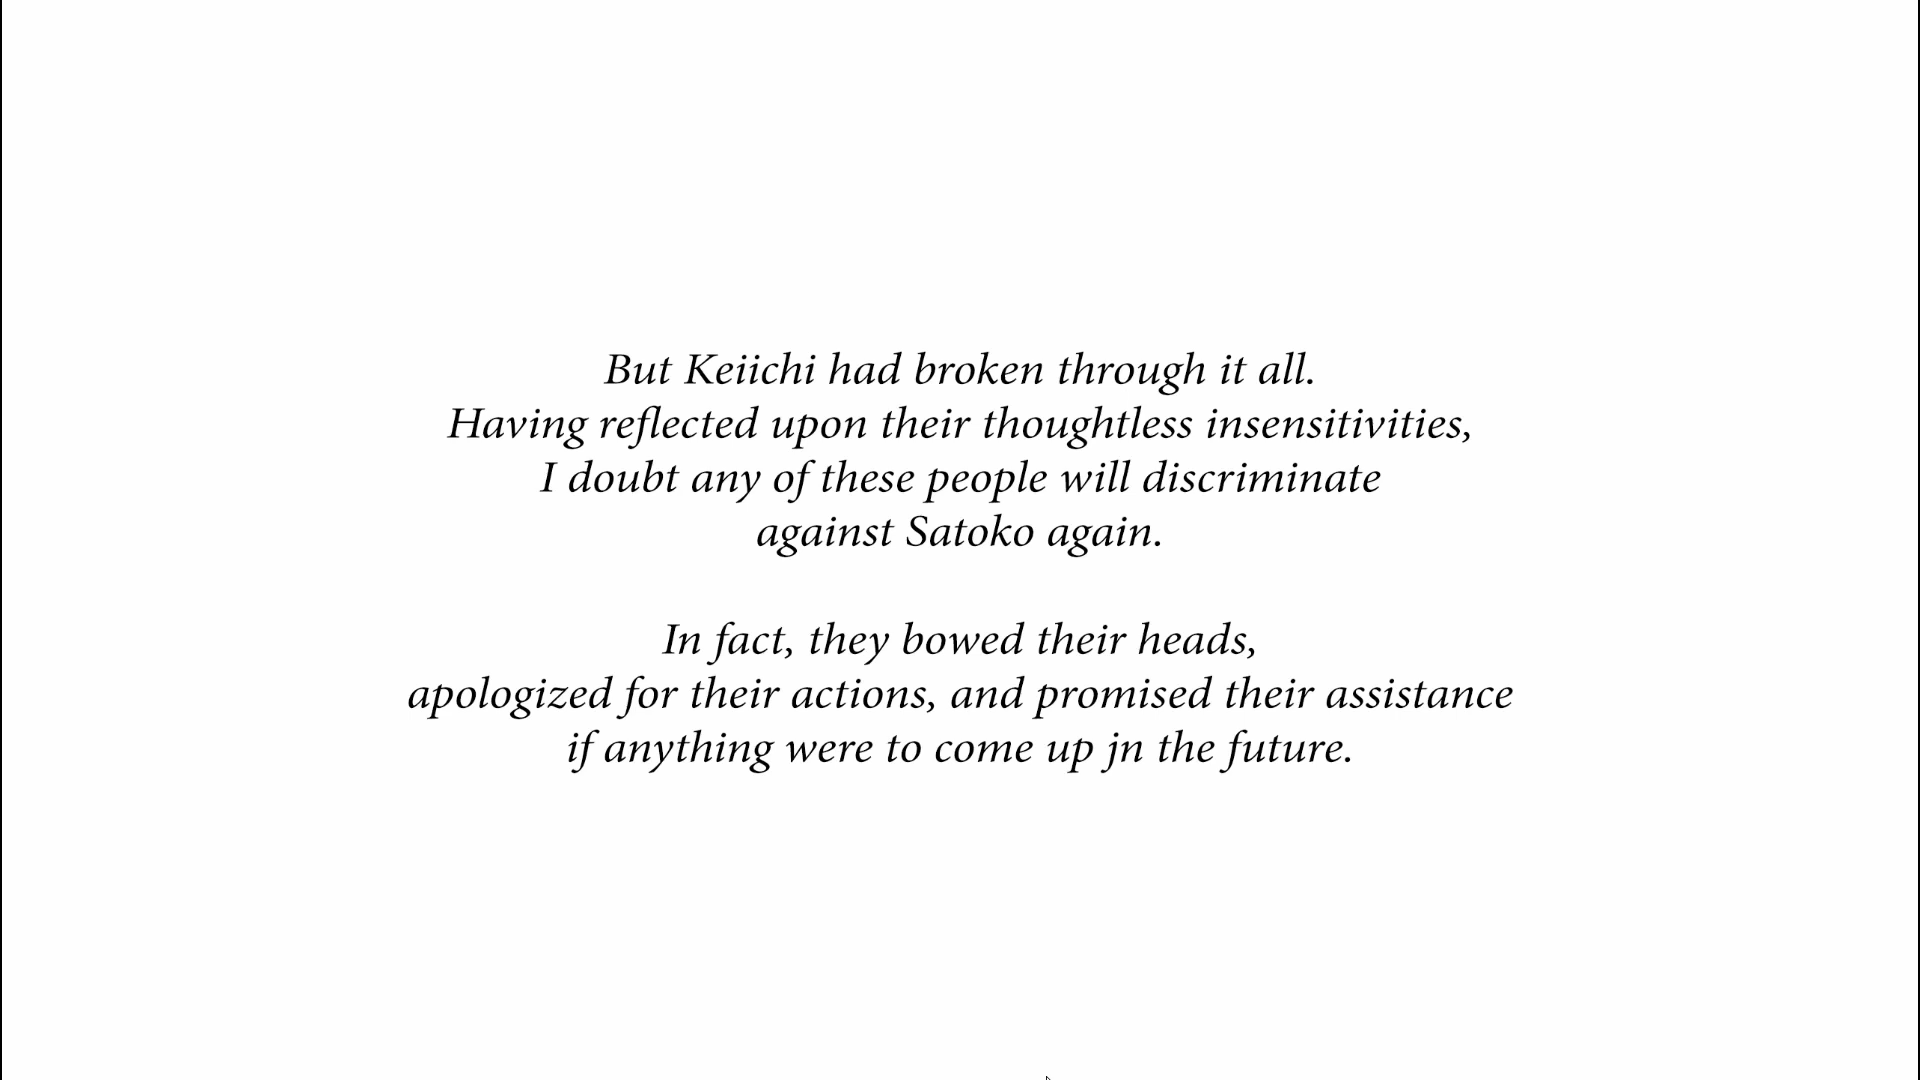 But Keiichi had broken through it all.
Having reflected upon their thoughtless insensitivities,
I doubt any of these people will discriminate
against Satoko again.
In fact, they bowed their heads,
apologized for their actions, and promised their assistance
if anything were to come up jn the future.